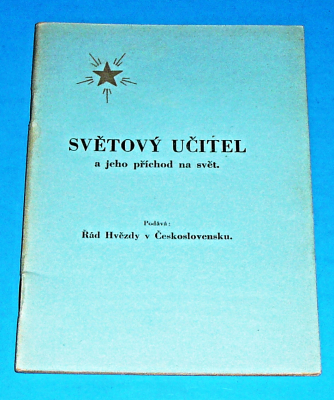 SVĚTOVÝ UČITEL
a jeho příchod na svět.
Podává:
Řád Hvězdy v Československu.